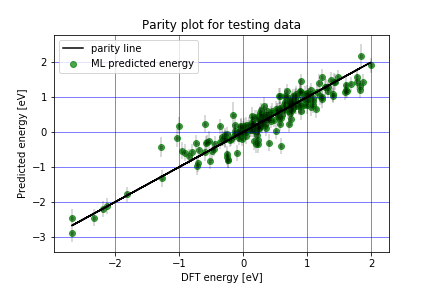 Parity plot for testing data
parity line
ML predicted energy
Predicted energy [eV]
2
1
0
−1
−2
−3
−2
−1
0
1
2
DFT energy [eV]